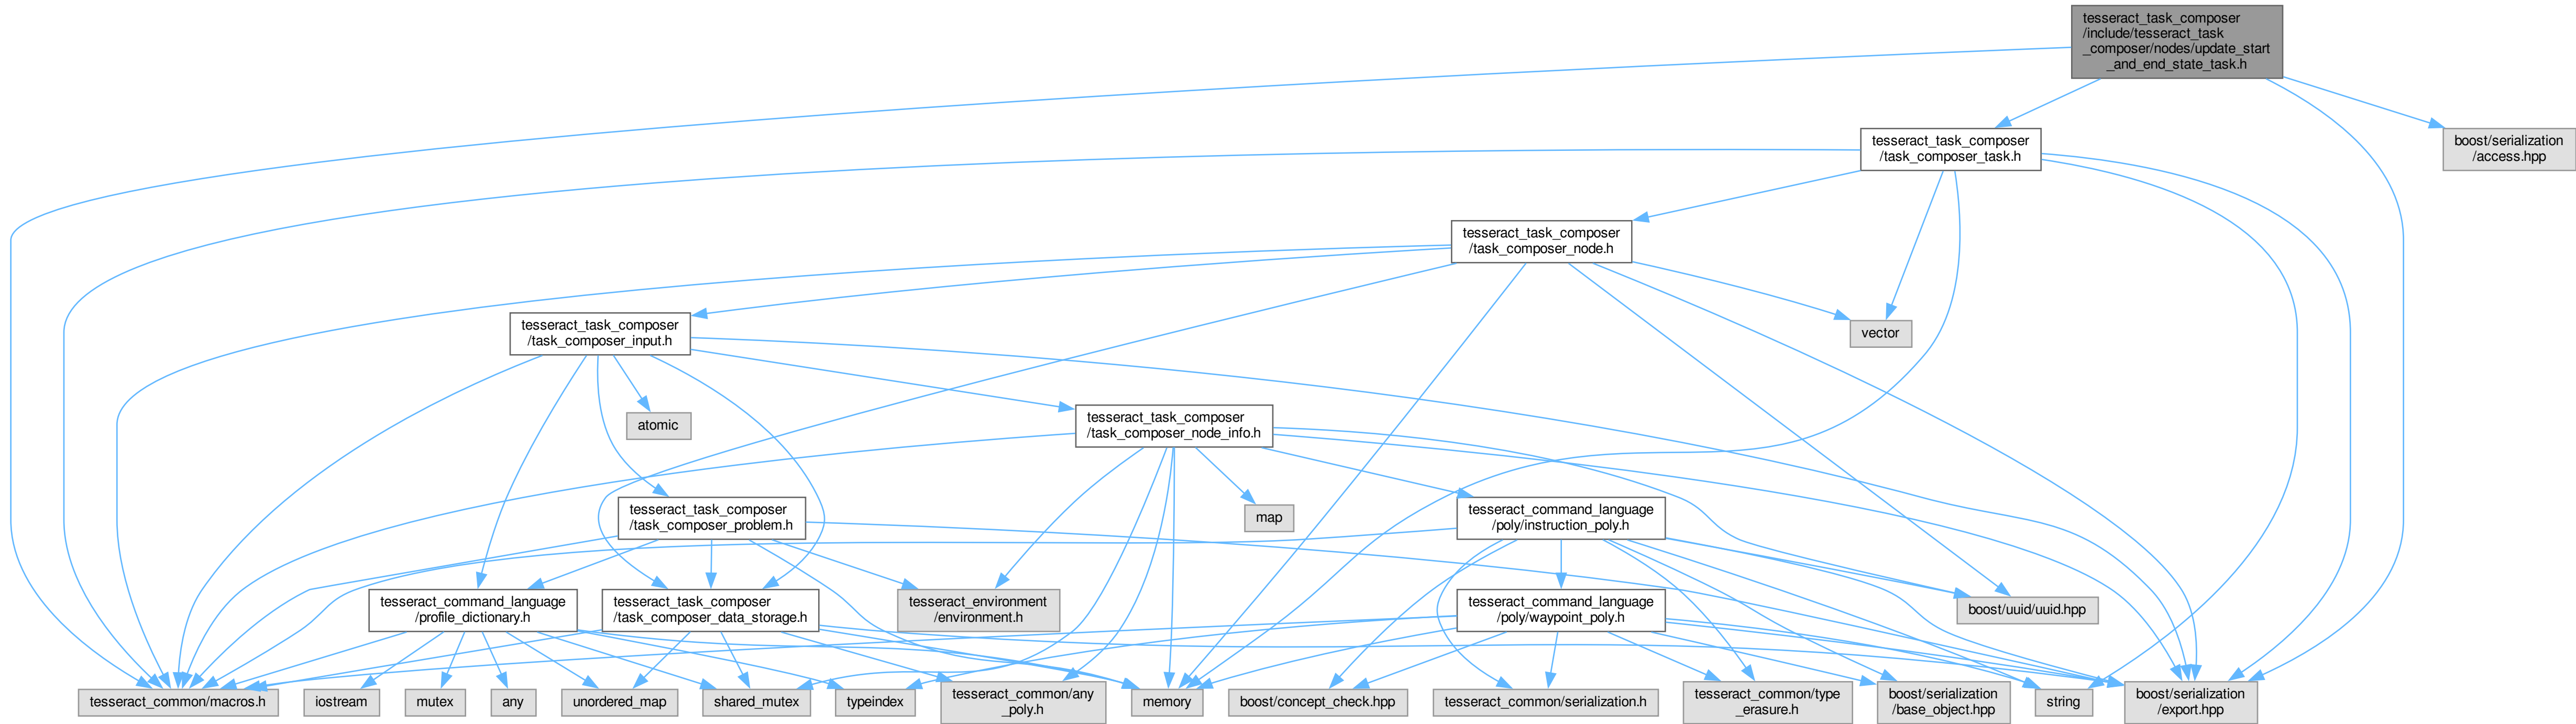 tesseract_task_composer
/include/tesseract_task
_composer/nodes/update_start
_and_end_state_task.h
tesseract_task_composer
/task_composer_task.h
boost/serialization
/access.hpp
tesseract_task_composer
/task_composer_node.h
tesseract_task_composer
/task_composer_input.h
vector
atomic
tesseract_task_composer
/task_composer_node_info.h
tesseract_task_composer
/task_composer_problem.h
map
tesseract_command_language
/poly/instruction_poly.h
tesseract_command_language
/profile_dictionary.h
tesseract_task_composer
/task_composer_data_storage.h
tesseract_environment
/environment.h
tesseract_command_language
/poly/waypoint_poly.h
boost/uuid/uuid.hpp
tesseract_common/macros.h
iostream
mutex
any
unordered_map
shared_mutex
typeindex
tesseract_common/any
_poly.h
memory
boost/concept_check.hpp
tesseract_common/serialization.h
tesseract_common/type
_erasure.h
boost/serialization
/base_object.hpp
string
boost/serialization
/export.hpp